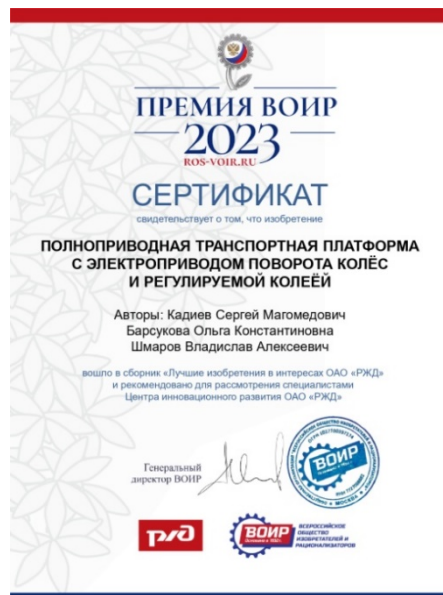 ПРЕМИЯ ВОИР
2023
ROS-VOIR.RU
СЕРТИФИКАТ
свидетельствует о том, что изобретение
ПОЛНОПРИВОДНАЯ ТРАНСПОРТНАЯ ПЛАТФОРМА
С ЭЛЕКТРОПРИВОДОМ ПОВОРОТА КОЛЁС
И РЕГУЛИРУЕМОЙ КОЛЕЁЙ
Авторы: Кадиев Сергей Магомедович
Барсукова Ольга Константиновна
Шмаров Владислав Алексеевич
вошло в сборник «Лучшие изобретения в интересах ОАО «РЖД»
и рекомендовано для рассмотрения специалистами
Центра инновационного развития ОАО «РЖД»
Генеральный
директор ВОИР
ВОИР
МОСКВА
РЖД
ВОИР
ВСЕРОССИЙСКОЕ
ОБЩЕСТВО
ИЗОБРЕТАТЕЛЕЙ И
РАЦИОНАЛИЗАТОРОВ